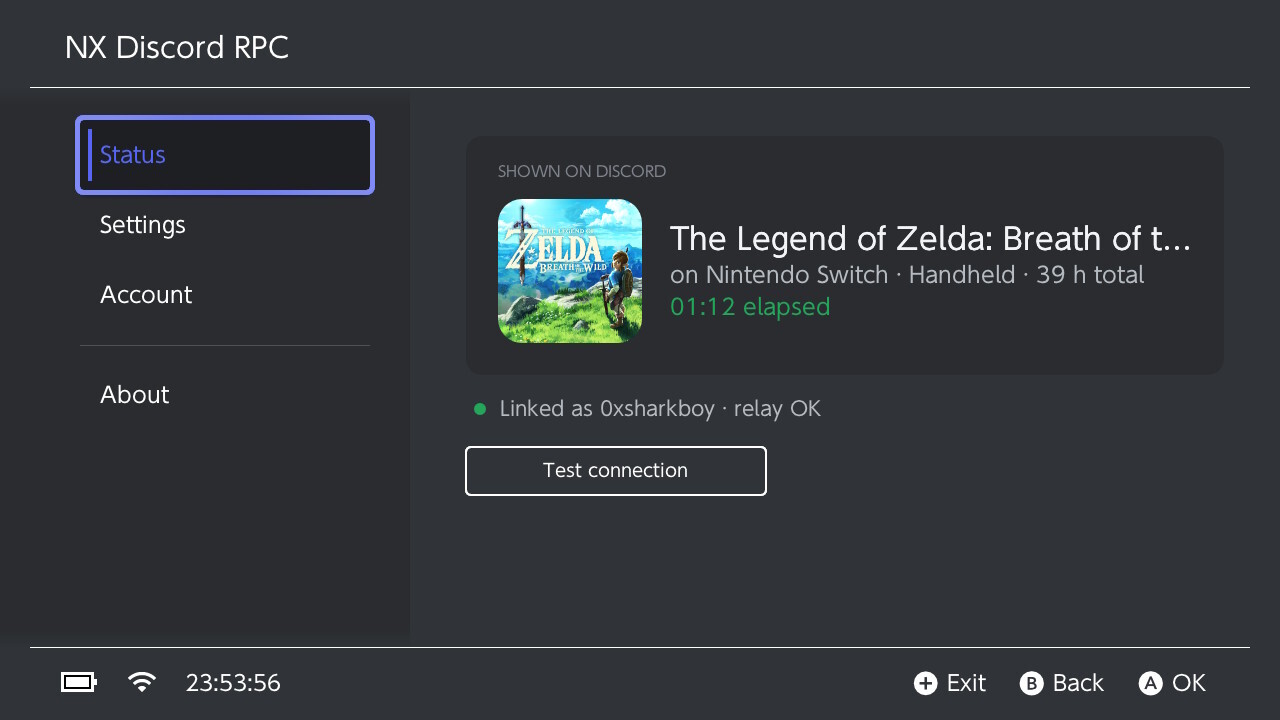 NX Discord RPC
Status
Settings
Account
About
SHOWN ON DISCORD
THE LEGEND OF
ZELDA
BREATH OF THE WILD
The Legend of Zelda: Breath of t...
on Nintendo Switch · Handheld · 39 h total
01:12 elapsed
Linked as 0xsharkboy · relay OK
Test connection
23:53:56
+ Exit
B Back
A OK